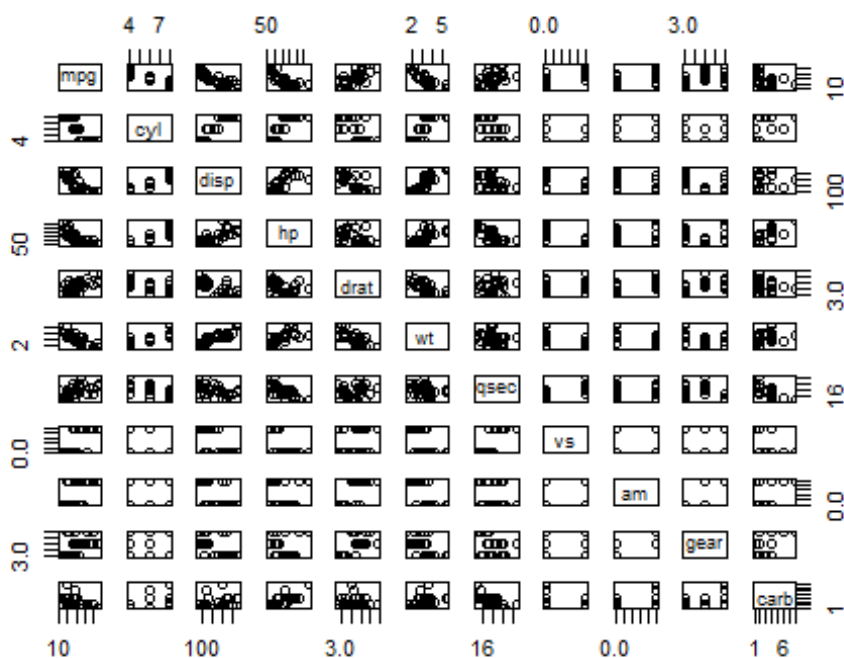 4 7 50 2 5 0.0 3.0
mpg 10
4 cyl
disp 100
50 hp
drat 3.0
2 wt
qsec 16
0.0 vs
am 0.0
3.0 gear
carb 1
10 100 3.0 16 0.0 1 6